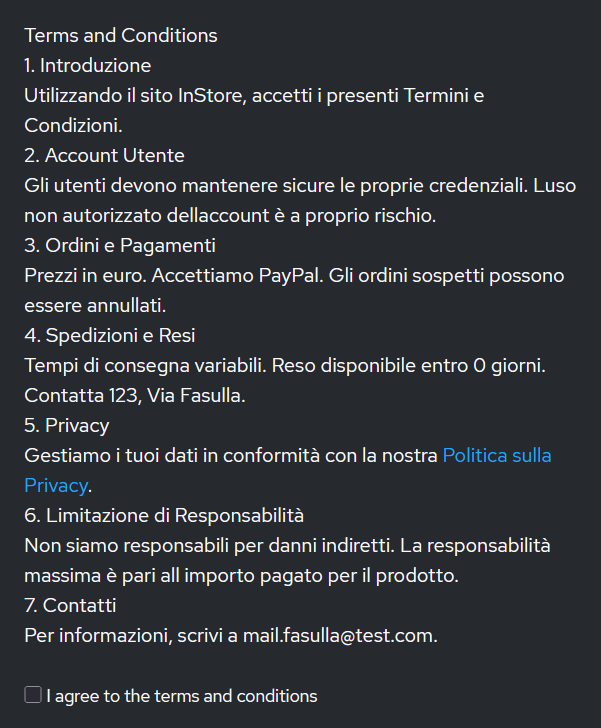 Terms and Conditions
1. Introduzione
Utilizzando il sito InStore, accetti i presenti Termini e
Condizioni.
2. Account Utente
Gli utenti devono mantenere sicure le proprie credenziali. Luso
non autorizzato dellaccount è a proprio rischio.
3. Ordini e Pagamenti
Prezzi in euro. Accettiamo PayPal. Gli ordini sospetti possono
essere annullati.
4. Spedizioni e Resi
Tempi di consegna variabili. Reso disponibile entro 0 giorni.
Contatta 123, Via Fasulla.
5. Privacy
Gestiamo i tuoi dati in conformità con la nostra Politica sulla
Privacy.
6. Limitazione di Responsabilità
Non siamo responsabili per danni indiretti. La responsabilità
massima è pari all importo pagato per il prodotto.
7. Contatti
Per informazioni, scrivi a mail.fasulla@test.com.
I agree to the terms and conditions